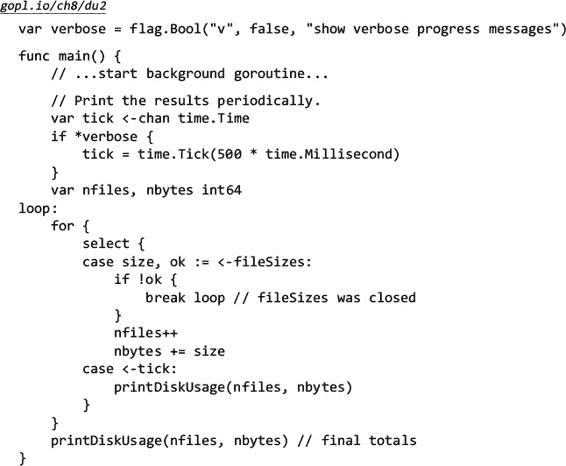 gopl.io/ch8/du2
var verbose = flag.Bool("v", false, "show verbose progress messages")
func main() {
    // ...start background goroutine...
    // Print the results periodically.
    var tick <-chan time.Time
    if *verbose {
        tick = time.Tick(500 * time.Millisecond)
    }
    var nfiles, nbytes int64
loop:
    for {
        select {
        case size, ok := <-fileSizes:
            if !ok {
                break loop // fileSizes was closed
            }
            nfiles++
            nbytes += size
        case <-tick:
            printDiskUsage(nfiles, nbytes)
        }
    }
    printDiskUsage(nfiles, nbytes) // final totals
}